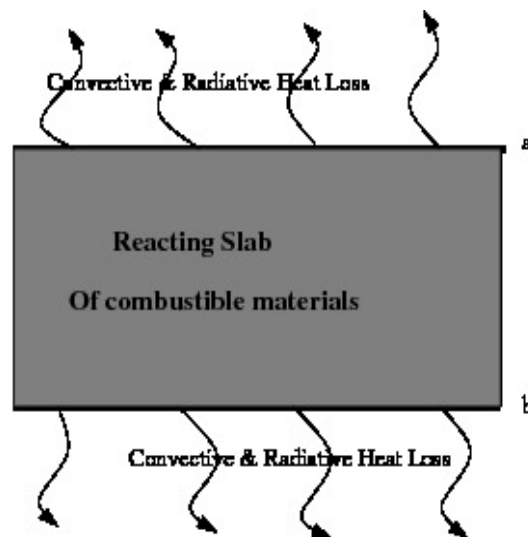 Convective & Radiative Heat Loss
a
Reacting Slab
Of combustible materials
b
Convective & Radiative Heat Loss